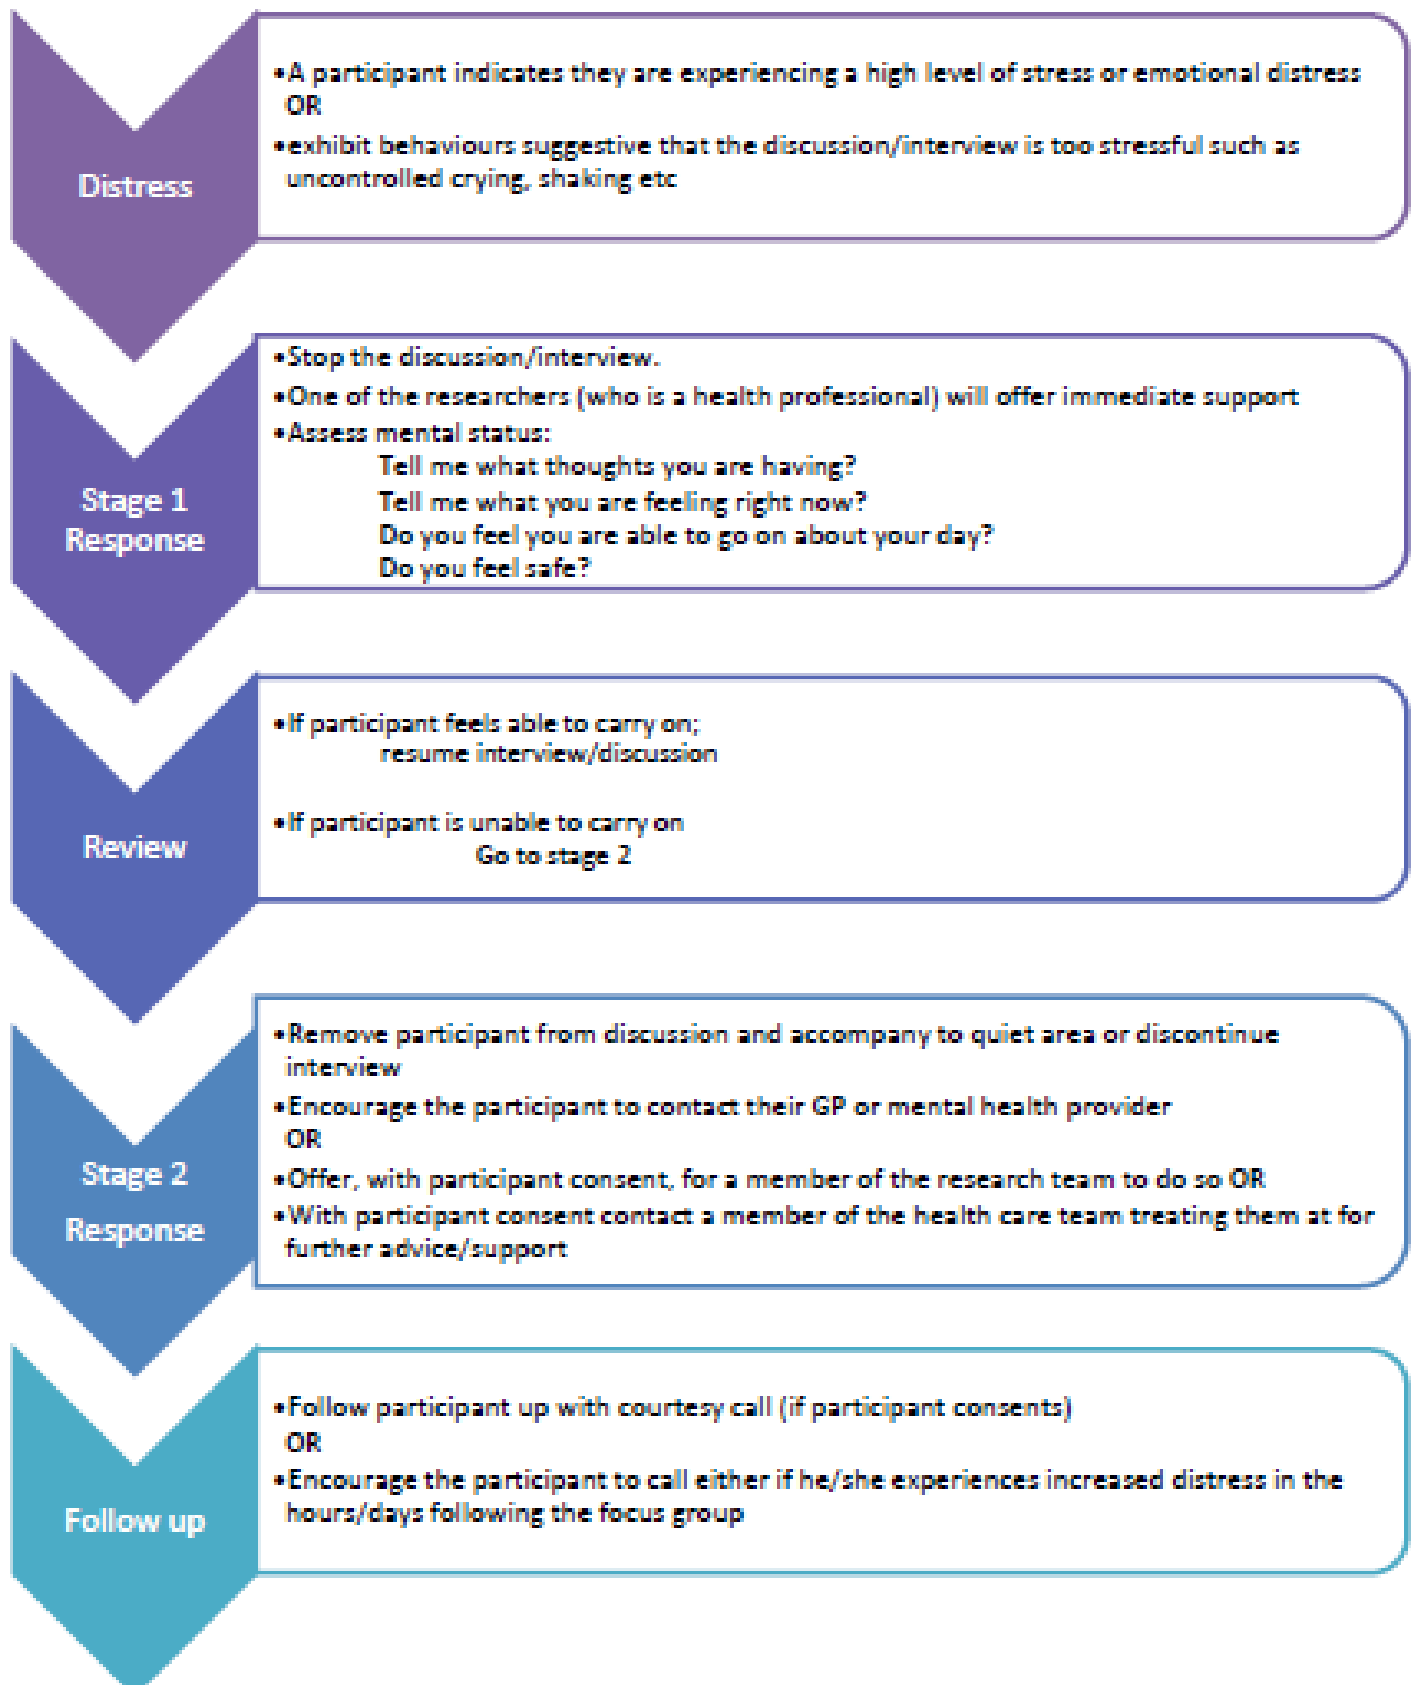 Distress
•A participant indicates they are experiencing a high level of stress or emotional distress
OR
•exhibit behaviours suggestive that the discussion/interview is too stressful such as
uncontrolled crying, shaking etc
Stage 1
Response
•Stop the discussion/interview.
•One of the researchers (who is a health professional) will offer immediate support
•Assess mental status:
Tell me what thoughts you are having?
Tell me what you are feeling right now?
Do you feel you are able to go on about your day?
Do you feel safe?
Review
•If participant feels able to carry on;
resume interview/discussion
•If participant is unable to carry on
Go to stage 2
Stage 2
Response
•Remove participant from discussion and accompany to quiet area or discontinue
interview
•Encourage the participant to contact their GP or mental health provider
OR
•Offer, with participant consent, for a member of the research team to do so OR
•With participant consent contact a member of the health care team treating them at for
further advice/support
Follow up
•Follow participant up with courtesy call (if participant consents)
OR
•Encourage the participant to call either if he/she experiences increased distress in the
hours/days following the focus group